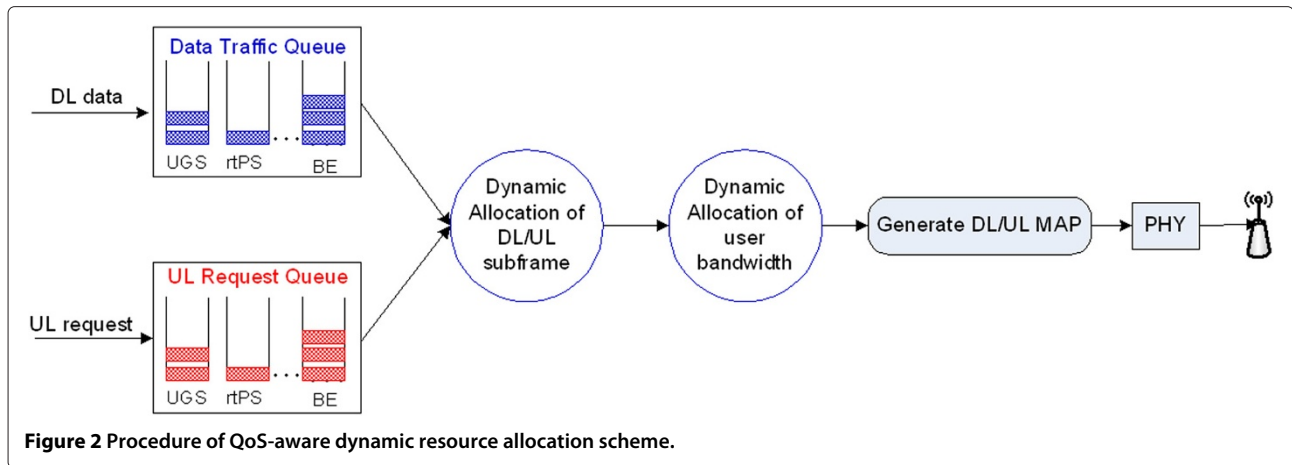 Data Traffic Queue
DL data
UGS rtPS ... BE
UL Request Queue
UL request
UGS rtPS ... BE
Dynamic
Allocation of
DL/UL
subframe
Dynamic
Allocation of
user
bandwidth
Generate DL/UL MAP
PHY
Figure 2 Procedure of QoS-aware dynamic resource allocation scheme.